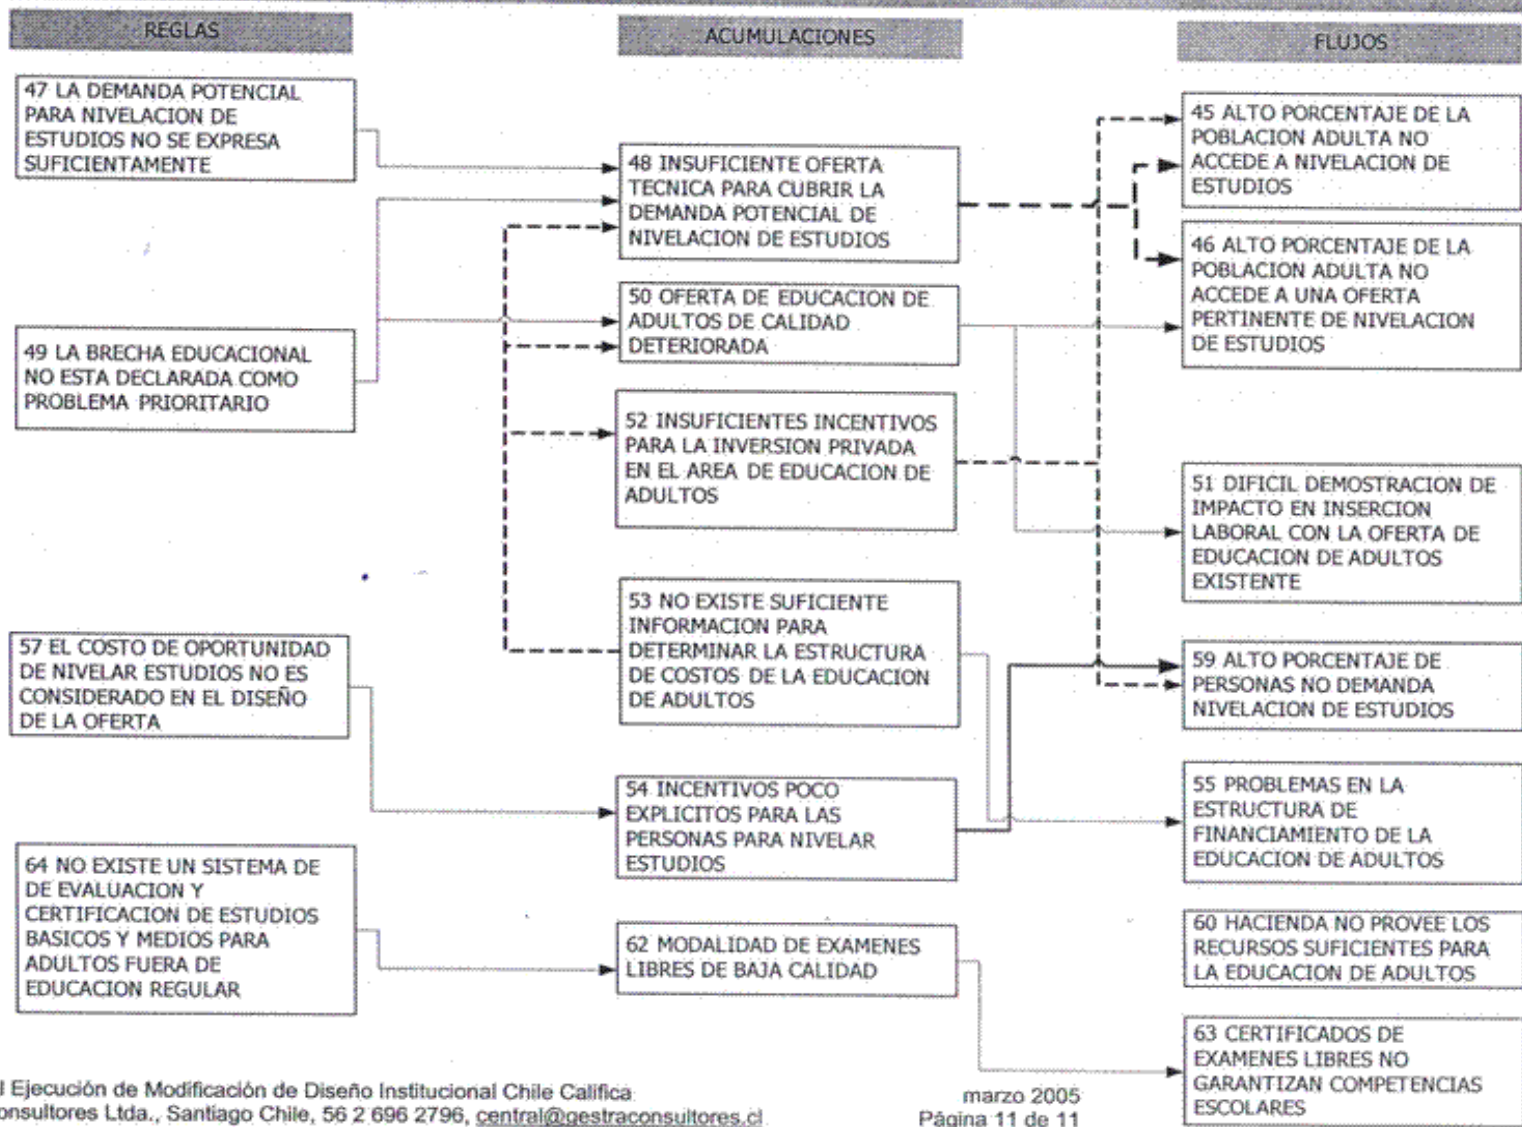 REGLAS
ACUMULACIONES
FLUJOS
47 LA DEMANDA POTENCIAL
PARA NIVELACION DE
ESTUDIOS NO SE EXPRESA
SUFICIENTEMENTE
49 LA BRECHA EDUCACIONAL
NO ESTA DECLARADA COMO
PROBLEMA PRIORITARIO
57 EL COSTO DE OPORTUNIDAD
DE NIVELAR ESTUDIOS NO ES
CONSIDERADO EN EL DISEÑO
DE LA OFERTA
64 NO EXISTE UN SISTEMA DE
DE EVALUACION Y
CERTIFICACION DE ESTUDIOS
BASICOS Y MEDIOS PARA
ADULTOS FUERA DE
EDUCACION REGULAR
48 INSUFICIENTE OFERTA
TECNICA PARA CUBRIR LA
DEMANDA POTENCIAL DE
NIVELACION DE ESTUDIOS
50 OFERTA DE EDUCACION DE
ADULTOS DE CALIDAD
DETERIORADA
52 INSUFICIENTES INCENTIVOS
PARA LA INVERSION PRIVADA
EN EL AREA DE EDUCACION DE
ADULTOS
53 NO EXISTE SUFICIENTE
INFORMACION PARA
DETERMINAR LA ESTRUCTURA
DE COSTOS DE LA EDUCACION
DE ADULTOS
54 INCENTIVOS POCO
EXPLICITOS PARA LAS
PERSONAS PARA NIVELAR
ESTUDIOS
62 MODALIDAD DE EXAMENES
LIBRES DE BAJA CALIDAD
45 ALTO PORCENTAJE DE LA
POBLACION ADULTA NO
ACCEDE A NIVELACION DE
ESTUDIOS
46 ALTO PORCENTAJE DE LA
POBLACION ADULTA NO
ACCEDE A UNA OFERTA
PERTINENTE DE NIVELACION
DE ESTUDIOS
51 DIFICIL DEMOSTRACION DE
IMPACTO EN INSERCION
LABORAL CON LA OFERTA DE
EDUCACION DE ADULTOS
EXISTENTE
59 ALTO PORCENTAJE DE
PERSONAS NO DEMANDA
NIVELACION DE ESTUDIOS
55 PROBLEMAS EN LA
ESTRUCTURA DE
FINANCIAMIENTO DE LA
EDUCACION DE ADULTOS
60 HACIENDA NO PROVEE LOS
RECURSOS SUFICIENTES PARA
LA EDUCACION DE ADULTOS
63 CERTIFICADOS DE
EXAMENES LIBRES NO
GARANTIZAN COMPETENCIAS
ESCOLARES
l Ejecución de Modificación de Diseño Institucional Chile Califica
onsultores Ltda., Santiago Chile, 56 2 696 2796, central@gestraconsultores.cl
marzo 2005
Página 11 de 11